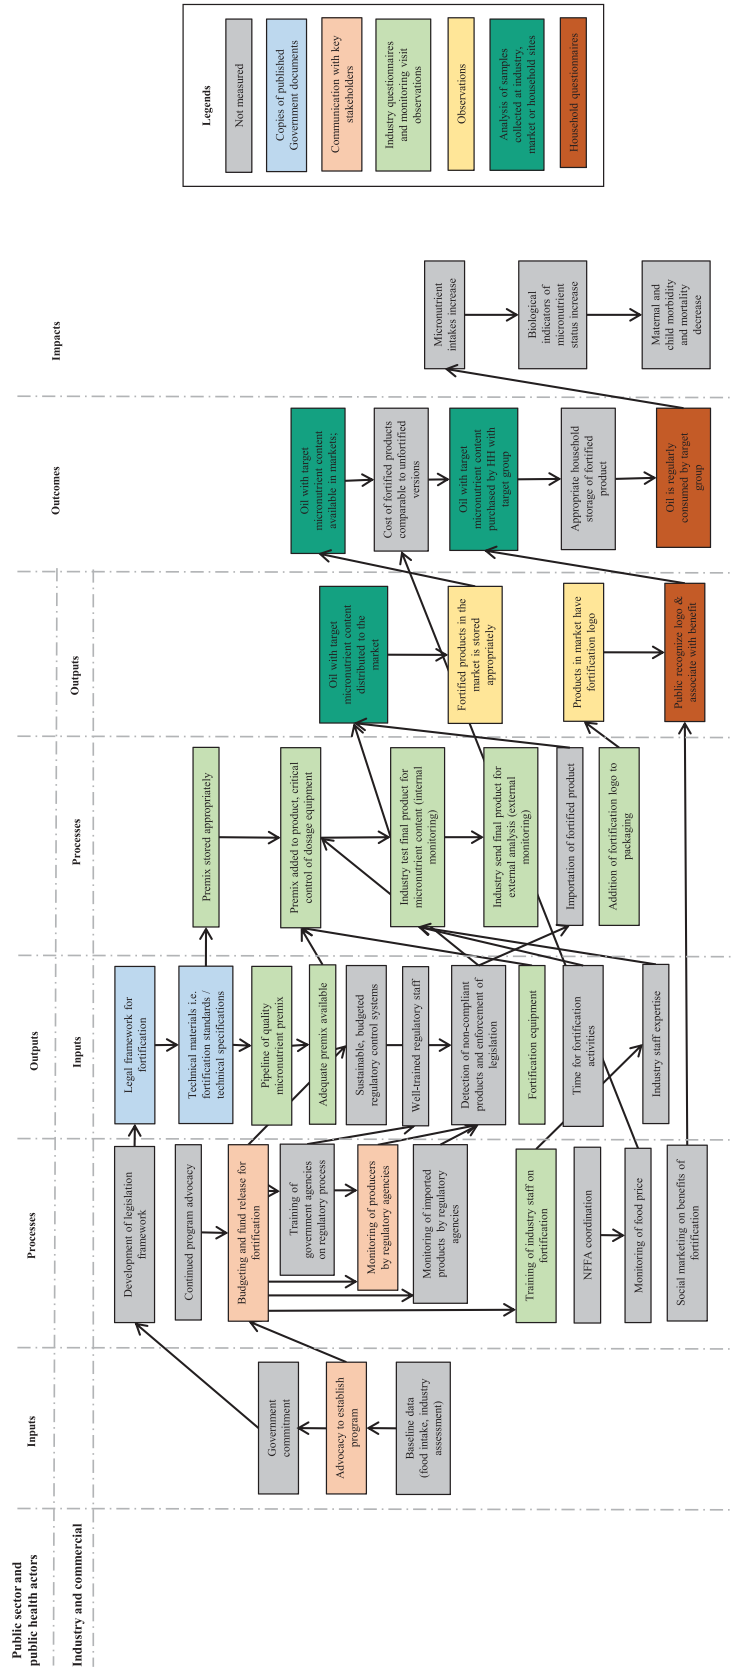 Public sector and
public health actors
Inputs
Processes
Outputs
Outcomes
Impacts
Industry and commercial
Inputs
Processes
Outputs
Government
commitment
Advocacy to establish
program
Baseline data
(food intake, industry
assessment)
Development of legislation
framework
Continued program advocacy
Budgeting and fund release for
fortification
Training of
government agencies
on regulatory process
Monitoring of producers
by regulatory agencies
Monitoring of imported
products by regulatory
agencies
Training of industry staff on
fortification
NFFA coordination
Monitoring of food price
Social marketing on benefits of
fortification
Legal framework for
fortification
Technical materials i.e.
fortification standards /
technical specifications
Pipeline of quality
micronutrient premix
Adequate premix available
Sustainable, budgeted
regulatory control systems
Well-trained regulatory staff
Detection of non-compliant
products and enforcement of
legislation
Fortification equipment
Time for fortification
activities
Industry staff expertise
Premix stored appropriately
Premix added to product, critical
control of dosage equipment
Industry test final product for
micronutrient content (internal
monitoring)
Industry send final product for
external analysis (external
monitoring)
Importation of fortified product
Addition of fortification logo to
packaging
Oil with target
micronutrient content
distributed to the
market
Fortified products in the
market is stored
appropriately
Products in market have
fortification logo
Public recognize logo &
associate with benefit
Oil with target
micronutrient content
available in markets;
Cost of fortified products
comparable to unfortified
versions
Oil with target
micronutrient content
purchased by HH with
target group
Appropriate household
storage of fortified
product
Oil is regularly
consumed by target
group
Micronutrient
intakes increase
Biological
indicators of
micronutrient
status increase
Maternal and
child morbidity
and mortality
decrease
Legends
Not measured
Copies of published
Government documents
Communication with key
stakeholders
Industry questionnaires
and monitoring visit
observations
Observations
Analysis of samples
collected at industry,
market or household sites
Household questionnaires